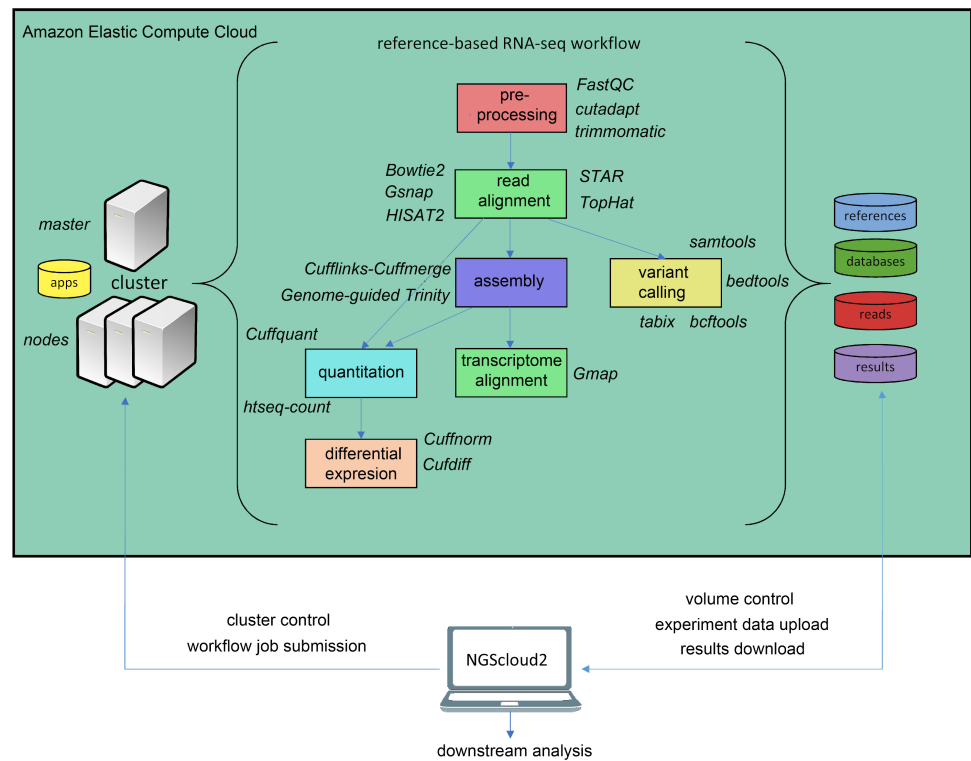 Amazon Elastic Compute Cloud
reference-based RNA-seq workflow
pre-
processing
FastQC
cutadapt
trimmomatic
Bowtie2
Gsnap
HISAT2
read
alignment
STAR
TopHat
Cufflinks-Cuffmerge
Genome-guided Trinity
assembly
variant
calling
samtools
bedtools
tabix
bcftools
Cuffquant
quantitation
htseq-count
transcriptome
alignment
Gmap
differential
expresion
Cuffnorm
Cufdiff
master
apps
cluster
nodes
references
databases
reads
results
cluster control
workflow job submission
volume control
experiment data upload
results download
NGScloud2
downstream analysis